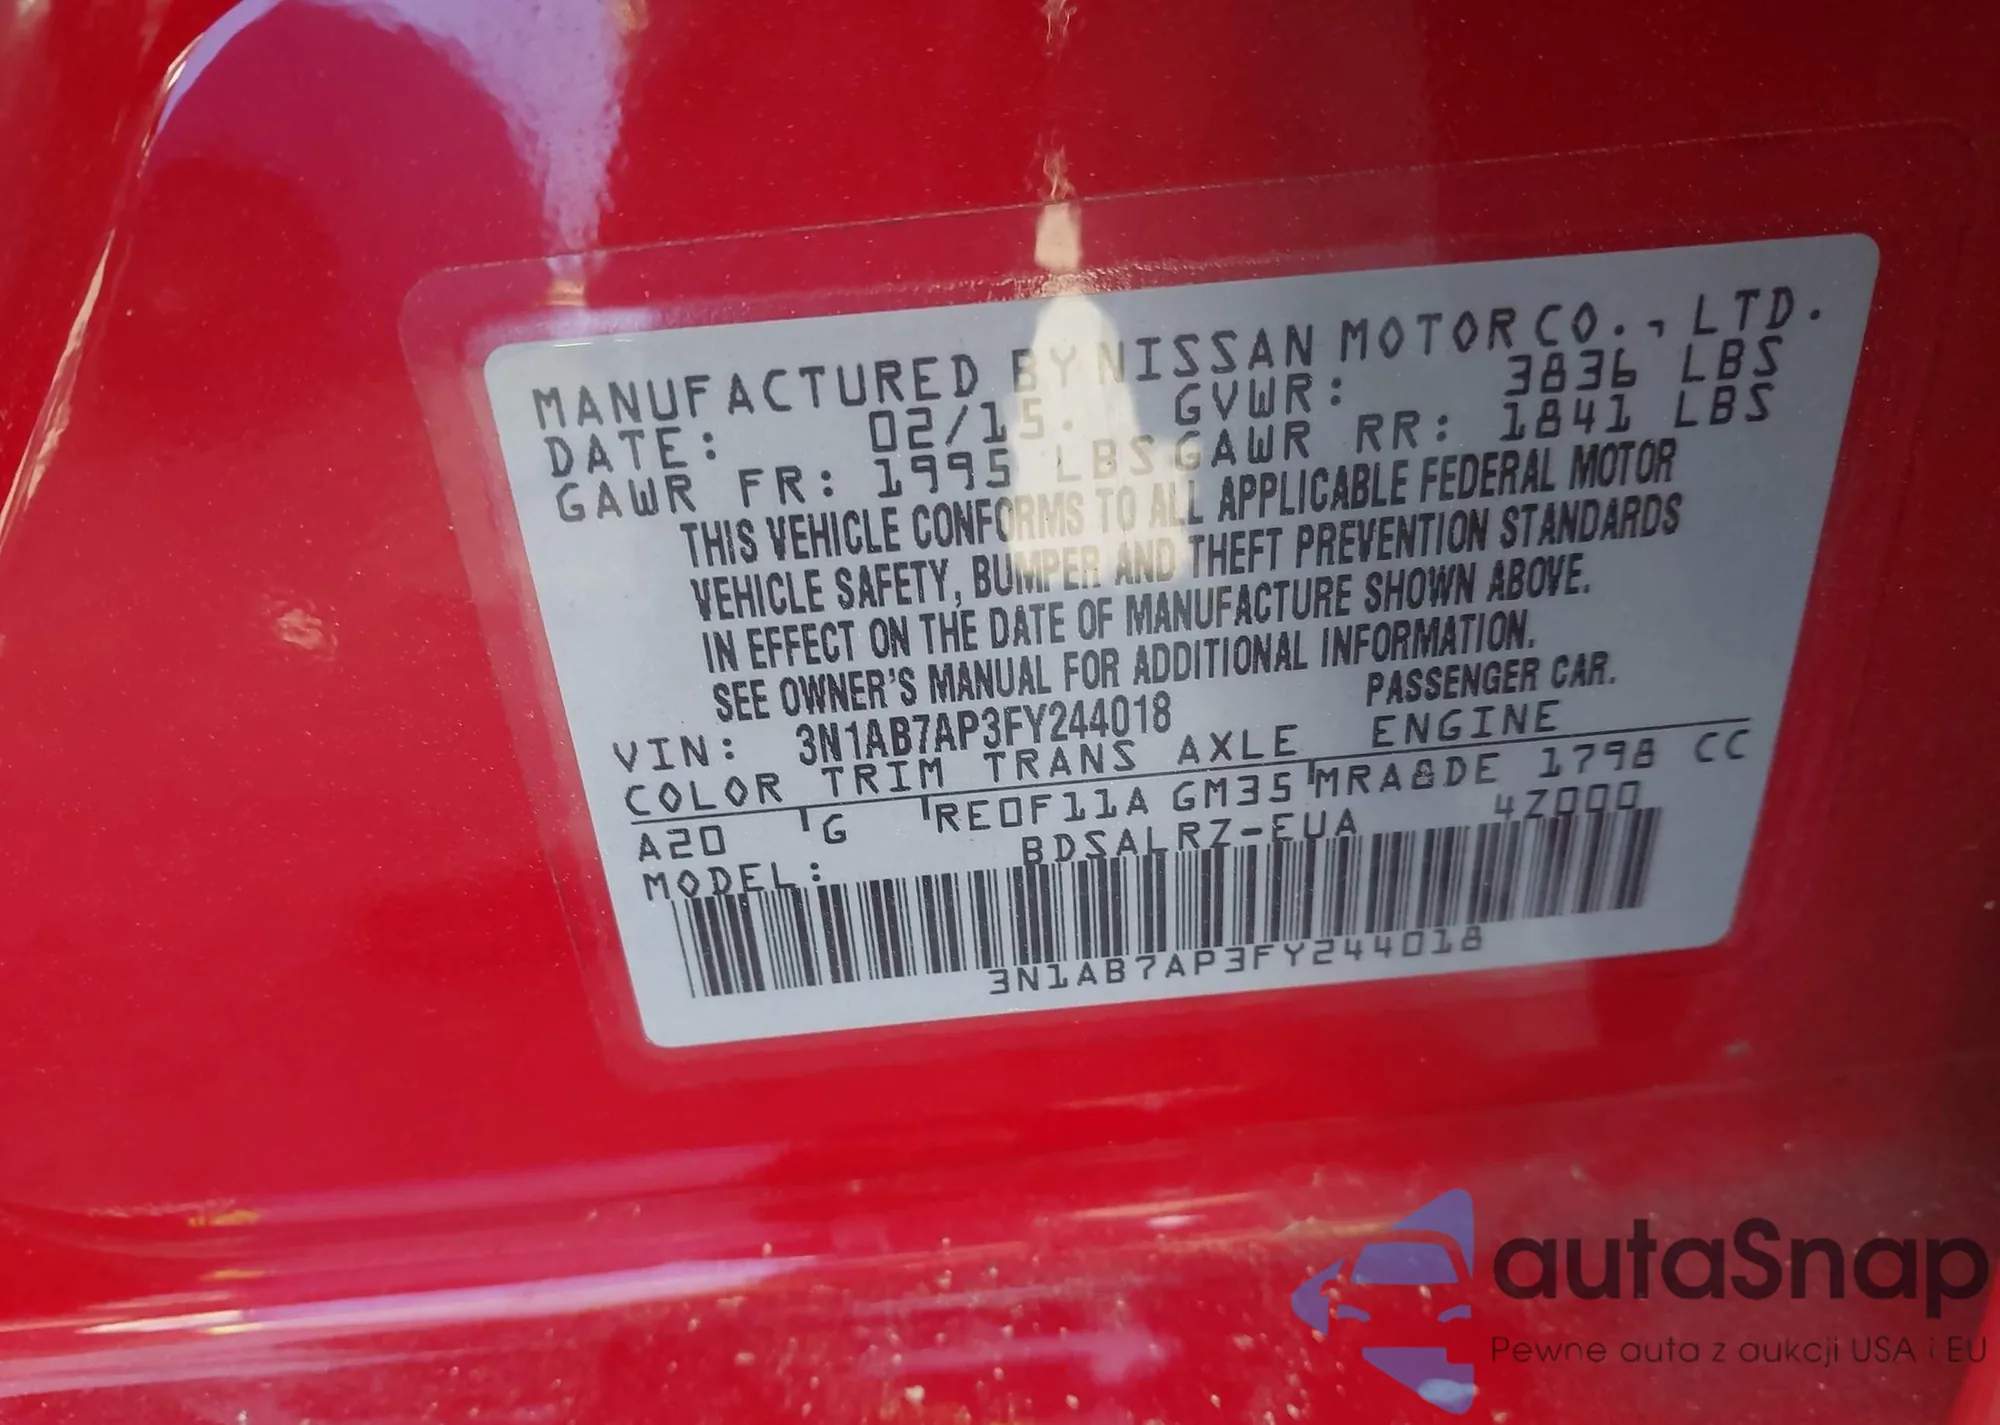 MANUFACTURED BY NISSAN MOTOR CO., LTD.
DATE: 02/15. GVWR: 3836 LBS
GAWR FR: 1995 LBS GAWR RR: 1841 LBS
THIS VEHICLE CONFORMS TO ALL APPLICABLE FEDERAL MOTOR
VEHICLE SAFETY, BUMPER AND THEFT PREVENTION STANDARDS
IN EFFECT ON THE DATE OF MANUFACTURE SHOWN ABOVE.
SEE OWNER'S MANUAL FOR ADDITIONAL INFORMATION.
VIN: 3N1AB7AP3FY244018 PASSENGER CAR.
COLOR TRIM TRANS AXLE ENGINE
A20 G RE0F11A GM35 MRA8DE 1798 CC
MODEL: BDSALRZ-EUA 4Z000
3N1AB7AP3FY244018
autaSnap
Pewne auta z aukcji USA i EU